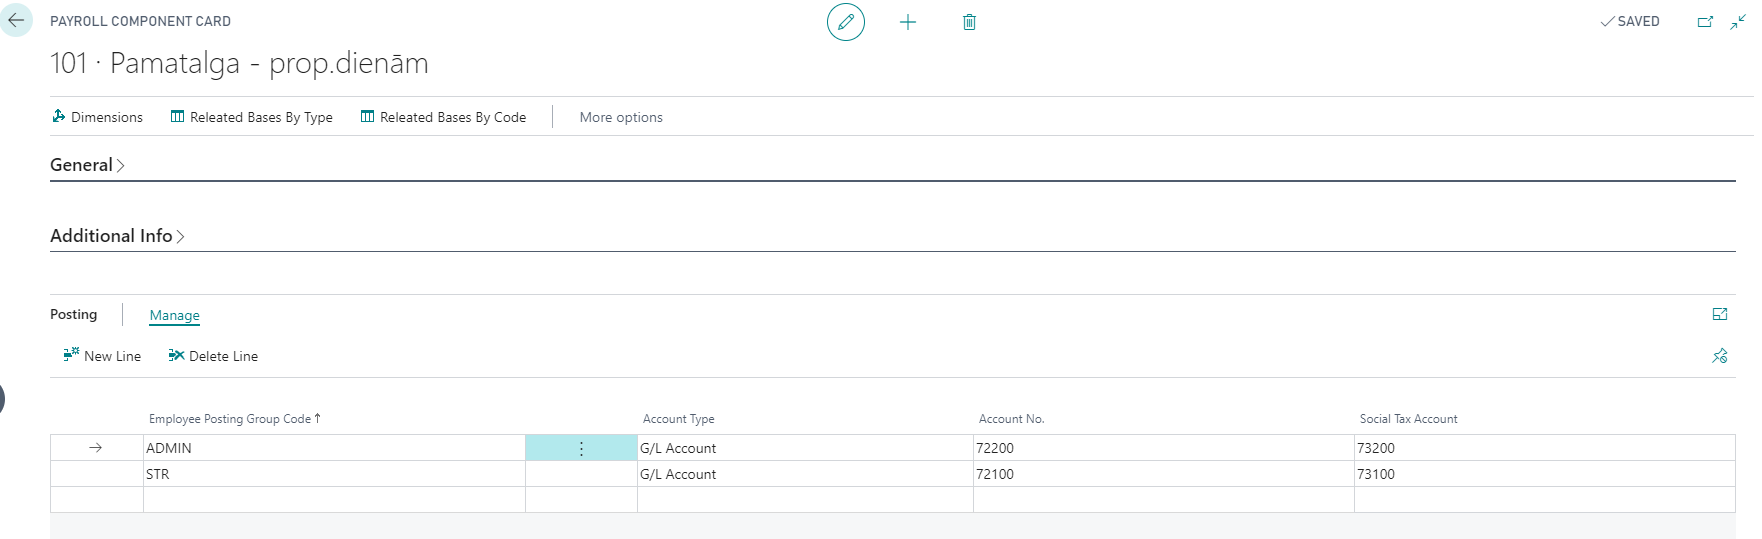 PAYROLL COMPONENT CARD
SAVED
101 · Pamatalga - prop.dienām
Dimensions Releated Bases By Type Releated Bases By Code More options
General
Additional Info
Posting Manage
New Line Delete Line
Employee Posting Group Code ↑ Account Type Account No. Social Tax Account
ADMIN G/L Account 72200 73200
STR G/L Account 72100 73100